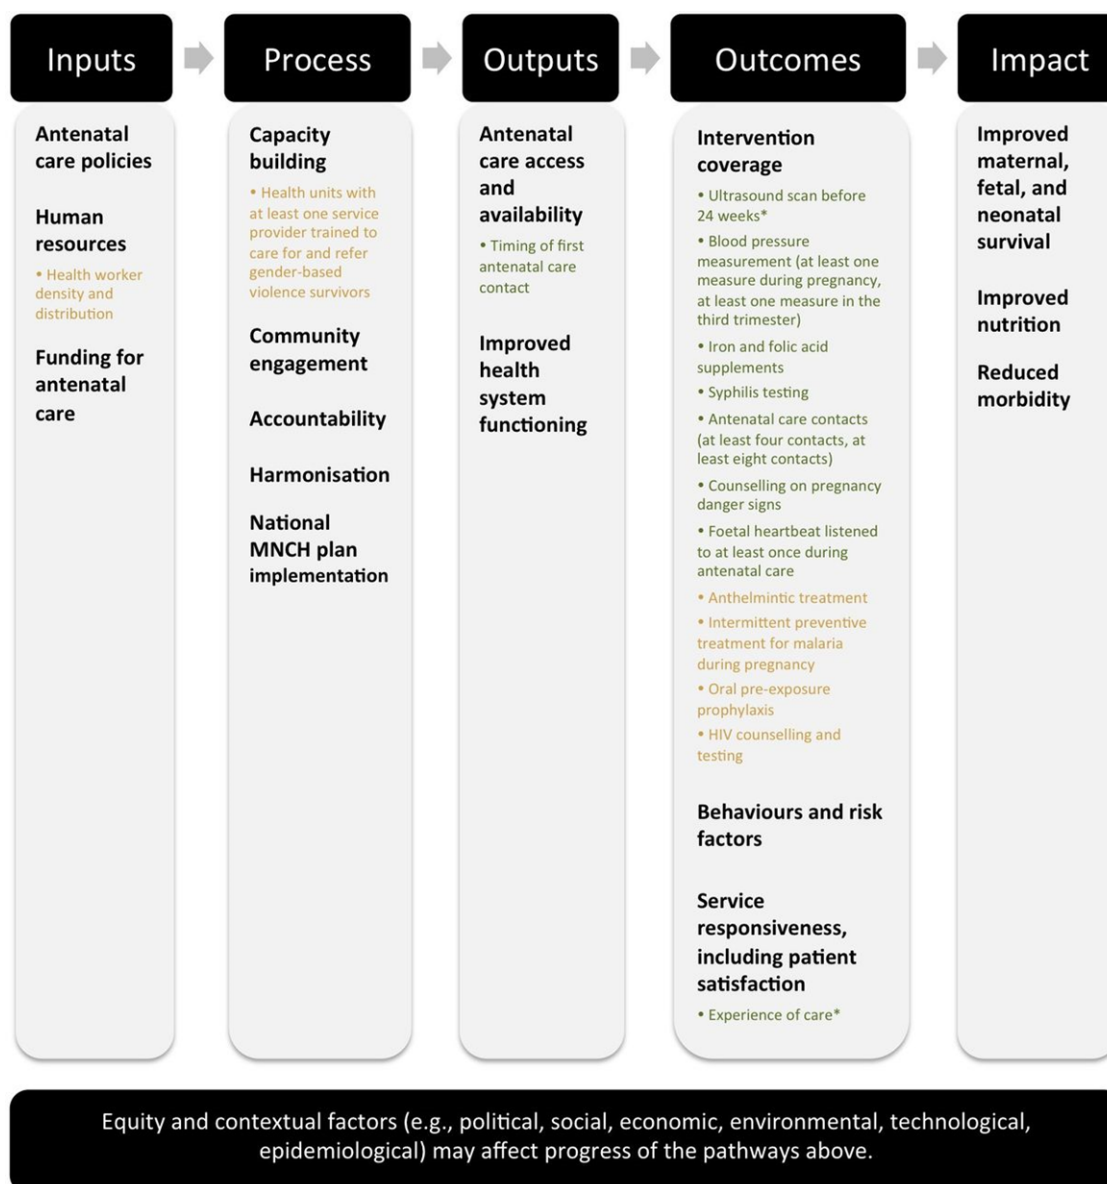 Inputs
Process
Outputs
Outcomes
Impact
Antenatal
care policies
Human
resources
• Health worker
density and
distribution
Funding for
antenatal
care
Capacity
building
• Health units with
at least one service
provider trained to
care for and refer
gender-based
violence survivors
Community
engagement
Accountability
Harmonisation
National
MNCH plan
implementation
Antenatal
care access
and
availability
• Timing of first
antenatal care
contact
Improved
health
system
functioning
Intervention
coverage
• Ultrasound scan before
24 weeks*
• Blood pressure
measurement (at least one
measure during pregnancy,
at least one measure in the
third trimester)
• Iron and folic acid
supplements
• Syphilis testing
• Antenatal care contacts
(at least four contacts, at
least eight contacts)
• Counselling on pregnancy
danger signs
• Foetal heartbeat listened
to at least once during
antenatal care
• Anthelmintic treatment
• Intermittent preventive
treatment for malaria
during pregnancy
• Oral pre-exposure
prophylaxis
• HIV counselling and
testing
Behaviours and risk
factors
Service
responsiveness,
including patient
satisfaction
• Experience of care*
Improved
maternal,
fetal, and
neonatal
survival
Improved
nutrition
Reduced
morbidity
Equity and contextual factors (e.g., political, social, economic, environmental, technological,
epidemiological) may affect progress of the pathways above.